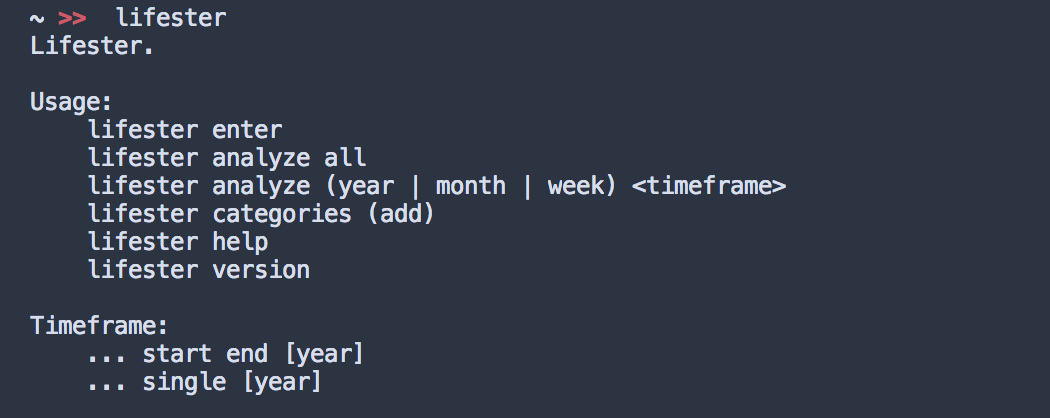 ~ >>  lifester
Lifester.

Usage:
    lifester enter
    lifester analyze all
    lifester analyze (year | month | week) <timeframe>
    lifester categories (add)
    lifester help
    lifester version

Timeframe:
    ... start end [year]
    ... single [year]